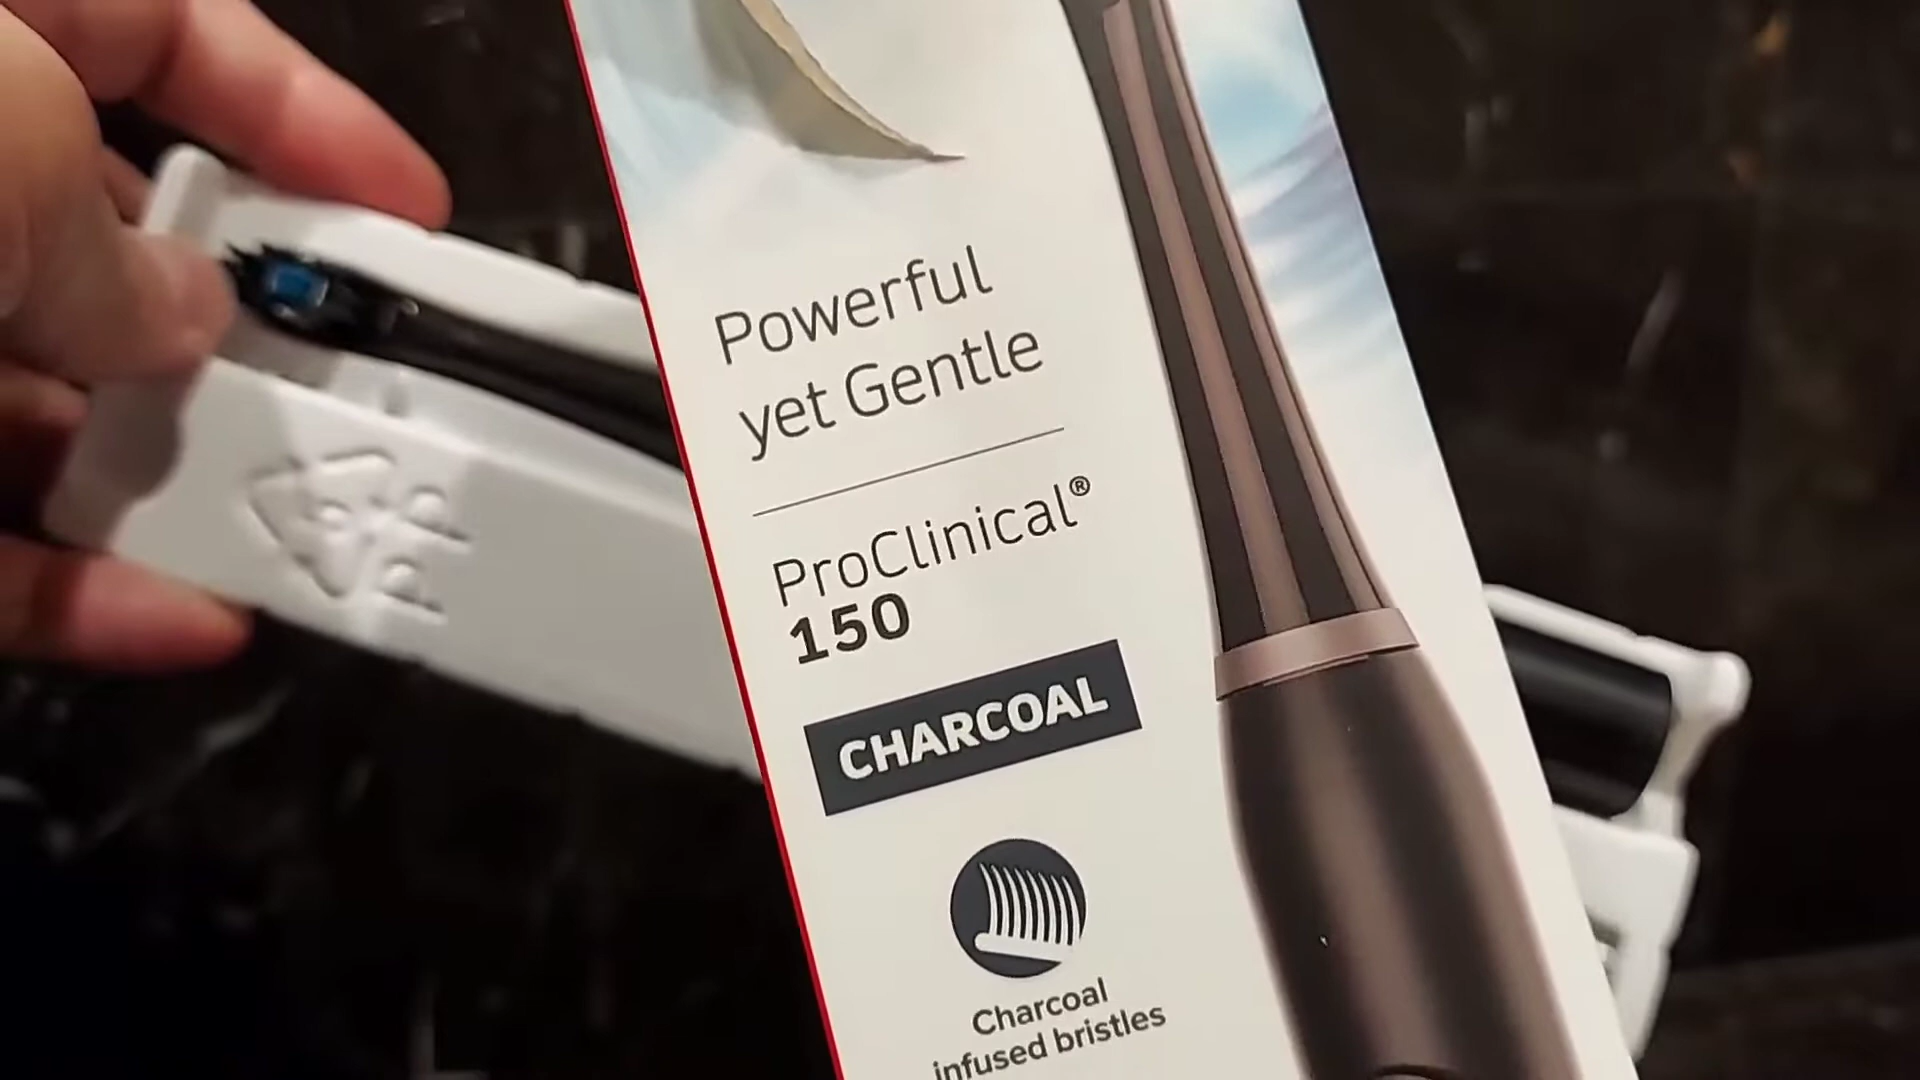 Powerful
yet Gentle
ProClinical®
150
CHARCOAL
Charcoal
infused bristles